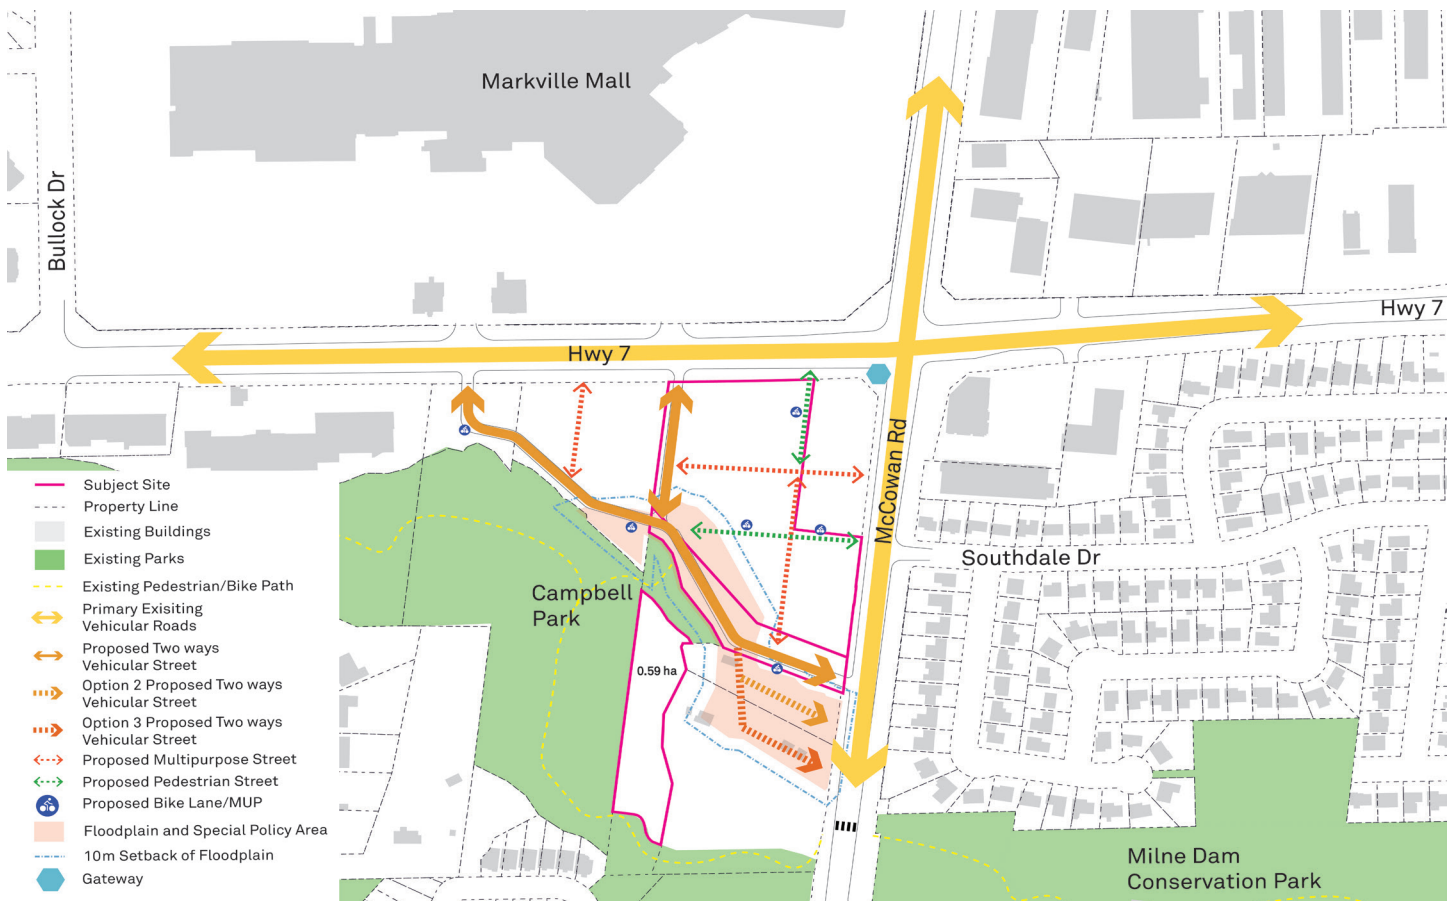 Markville Mall
Bullock Dr
Hwy 7
Hwy 7
McCowan Rd
Southdale Dr
Campbell
Park
0.59 ha
Milne Dam
Conservation Park
Subject Site
Property Line
Existing Buildings
Existing Parks
Existing Pedestrian/Bike Path
Primary Exisiting
Vehicular Roads
Proposed Two ways
Vehicular Street
Option 2 Proposed Two ways
Vehicular Street
Option 3 Proposed Two ways
Vehicular Street
Proposed Multipurpose Street
Proposed Pedestrian Street
Proposed Bike Lane/MUP
Floodplain and Special Policy Area
10m Setback of Floodplain
Gateway